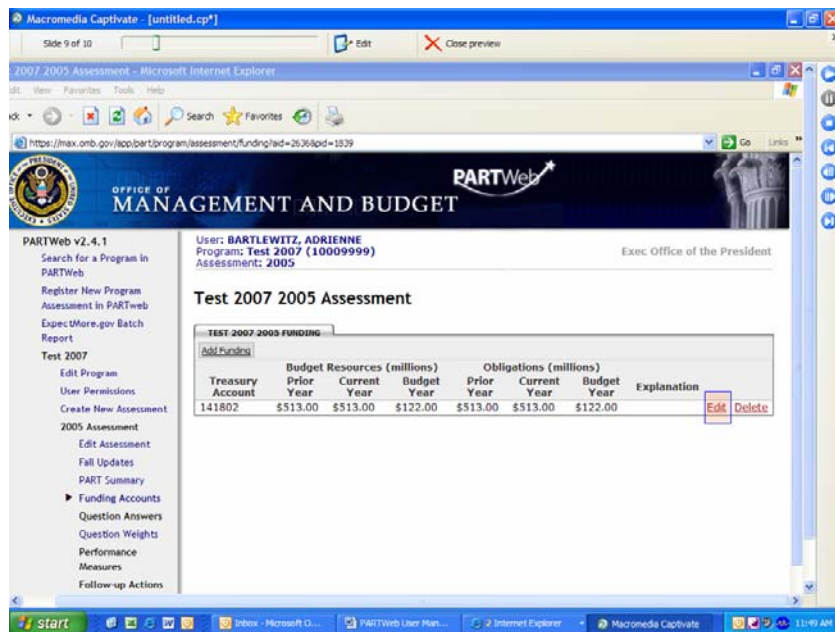 Macromedia Captivate - [untitled.cp*]
Slide 9 of 10
Edit
Close preview
2007 2005 Assessment - Microsoft Internet Explorer
View Favorites Tools Help
Search Favorites
https://max.omb.gov/app/part/program/assessment/funding?aid=2636&pid=1839
Go Links
OFFICE OF
MANAGEMENT AND BUDGET
PARTWeb
PARTWeb v2.4.1
Search for a Program in
PARTWeb
Register New Program
Assessment in PARTweb
ExpectMore.gov Batch
Report
Test 2007
Edit Program
User Permissions
Create New Assessment
2005 Assessment
Edit Assessment
Fall Updates
PART Summary
Funding Accounts
Question Answers
Question Weights
Performance
Measures
Follow-up Actions
User: BARTLEWITZ, ADRIENNE
Program: Test 2007 (10009999)
Assessment: 2005
Exec Office of the President
Test 2007 2005 Assessment
TEST 2007 2005 FUNDING
Add Funding
Budget Resources (millions) Obligations (millions)
Treasury Account Prior Year Current Year Budget Year Prior Year Current Year Budget Year Explanation
141802 $513.00 $513.00 $122.00 $513.00 $513.00 $122.00 Edit Delete
start
Inbox - Microsoft O...
PARTWeb User Man...
2 Internet Explorer
Macromedia Captivate
11:49 AM